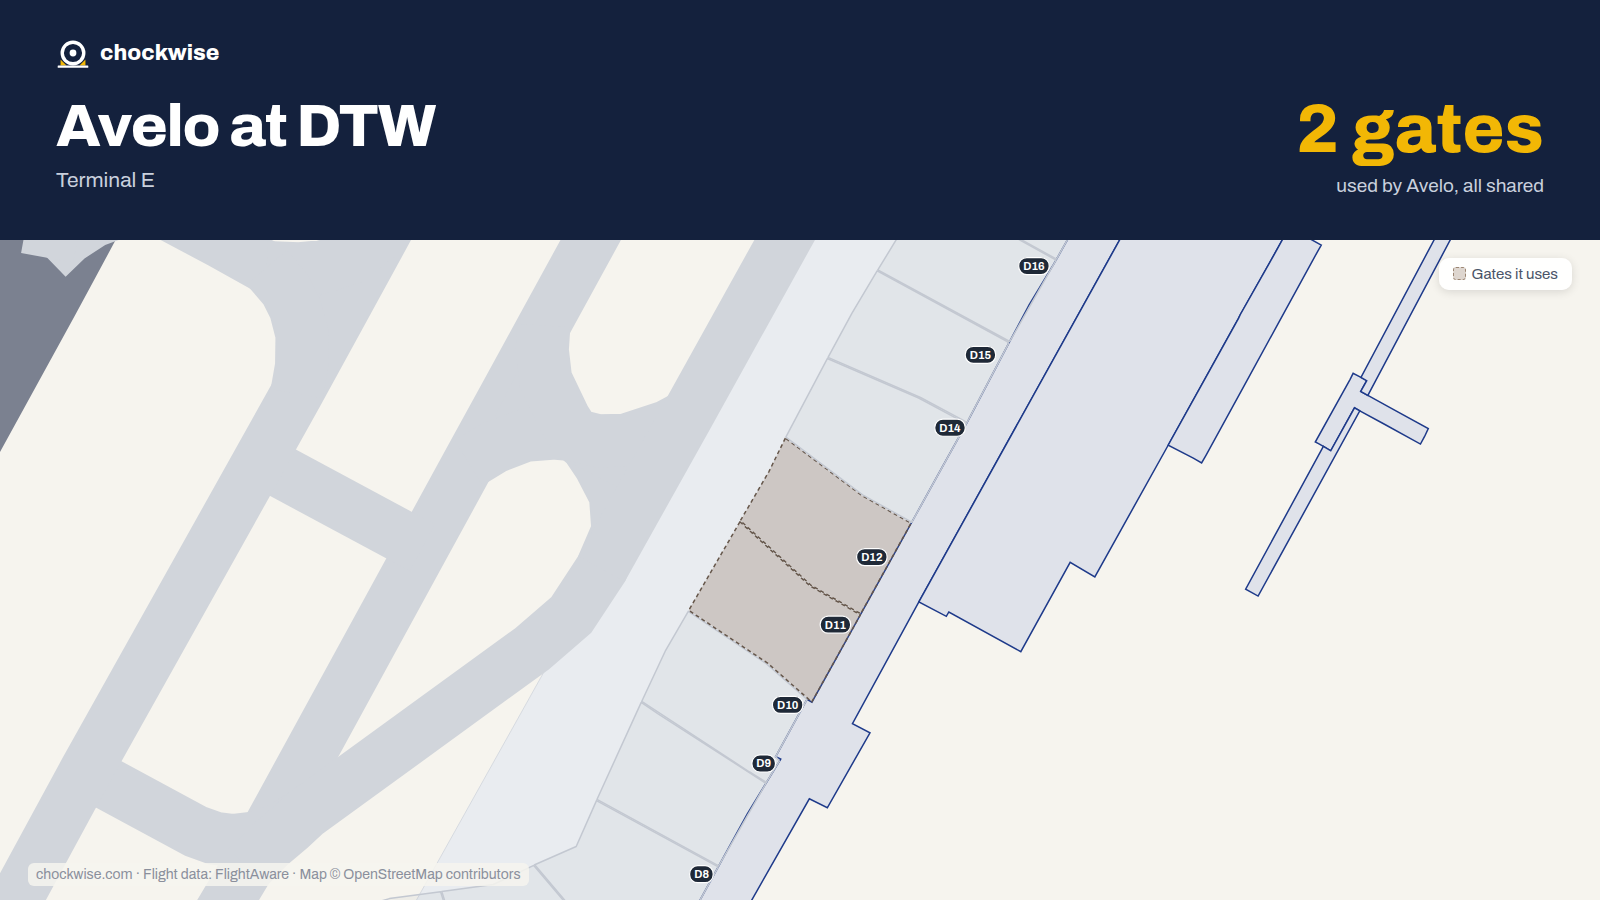 chockwise
Avelo at DTW
Terminal E
2 gates
used by Avelo, all shared
Gates it uses
D16
D15
D14
D12
D11
D10
D9
D8
chockwise.com · Flight data: FlightAware · Map © OpenStreetMap contributors